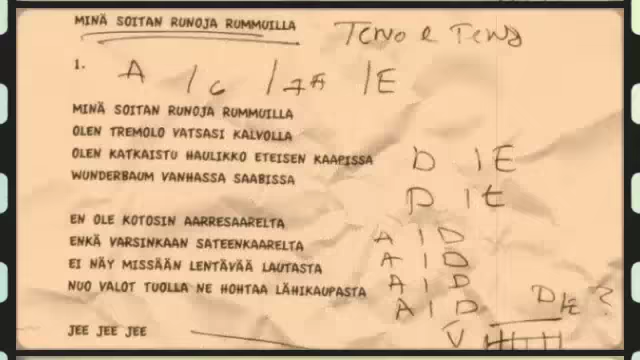 MINÄ SOITAN RUNOJA RUMMUILLA
1.
A | G | 7A | E
MINÄ SOITAN RUNOJA RUMMUILLA
OLEN TREMOLO VATSASI KALVOLLA
OLEN KATKAISTU HAULIKKO ETEISEN KAAPISSA D | E
WUNDERBAUM VANHASSA SAABISSA D | E
EN OLE KOTOSIN AARRESAARELTA A | D
ENKÄ VARSINKAAN SATEENKAARELTA A | D
EI NÄY MISSÄÄN LENTÄVÄÄ LAUTASTA A | D
NUO VALOT TUOLLA NE HOHTAA LÄHIKAUPASTA A | D
DE ?
JEE JEE JEE